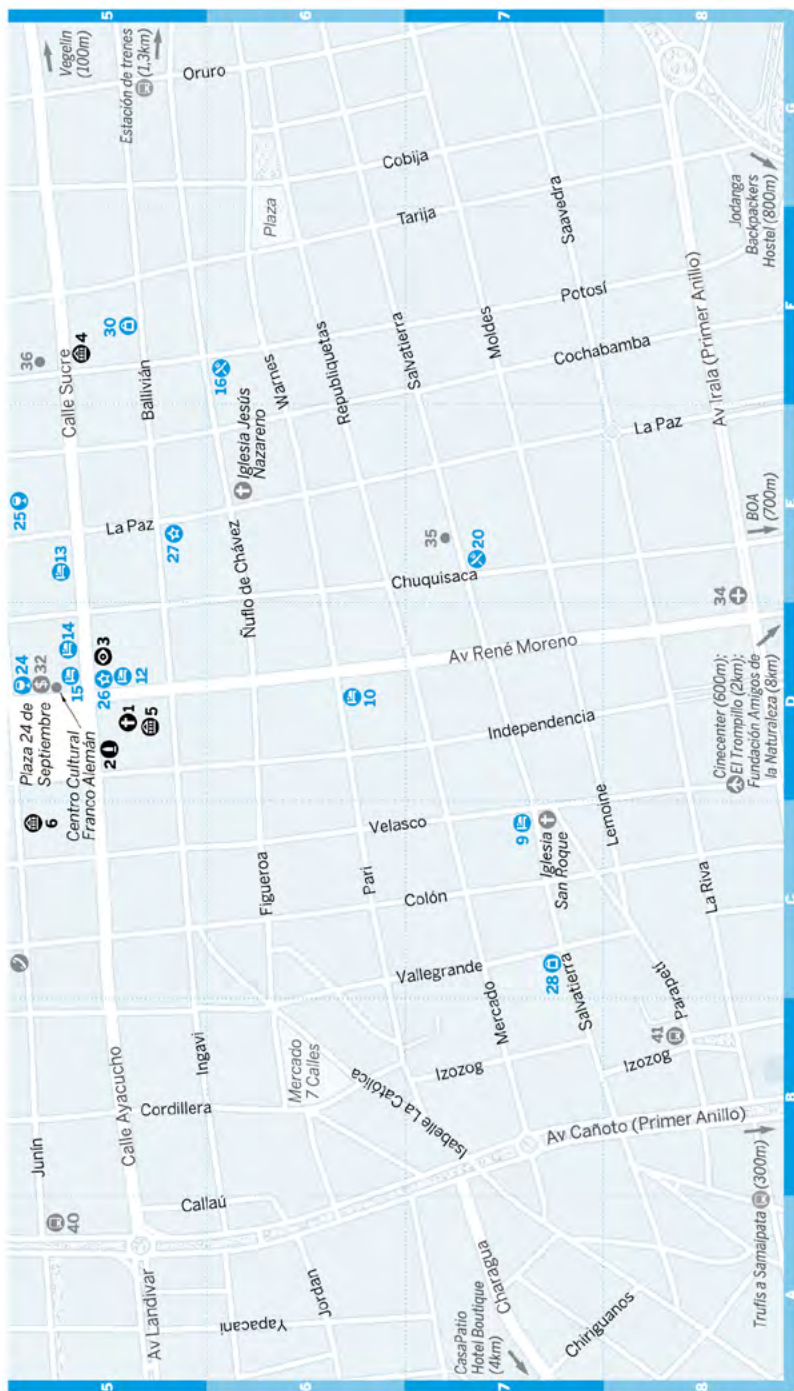 5
6
7
8
A
B
C
D
E
F
G
5
6
7
8
Junín
40
Calle Ayacucho
Av Landívar
Cordillera
Callaú
Yapacaní
Jordan
Ingavi
Mercado
7 Calles
Isabelle La Católica
CasaPatio
Hotel Boutique
(4km)
Charagua
Chiriguanos
Trufis a Samaipata (300m)
Av Cañoto (Primer Anillo)
Izozog
Izozog
41
Parapetí
6
Plaza 24 de
Septiembre
24
32
Centro Cultural
Franco Alemán
15
14
2
1
5
26
3
12
Figueroa
Velasco
Pari
Colón
Vallegrande
Mercado
28
Salvatierra
9
Iglesia
San Roque
Lemoine
La Riva
10
Independencia
Av René Moreno
Cinecenter (600m);
El Trompillo (2km);
Fundación Amigos de
la Naturaleza (8km)
34
25
13
La Paz
27
Ñuflo de Chávez
Iglesia Jesús
Nazareno
Chuquisaca
35
20
BOA
(700m)
La Paz
36
Calle Sucre
4
30
Ballivián
16
Warnes
Republiquetas
Salvatierra
Moldes
Cochabamba
Potosí
Saavedra
Av Irala (Primer Anillo)
Vegelin
(100m)
Estación de trenes
(1,3km)
Oruro
Plaza
Cobija
Tarija
Jodanga
Backpackers
Hostel (800m)